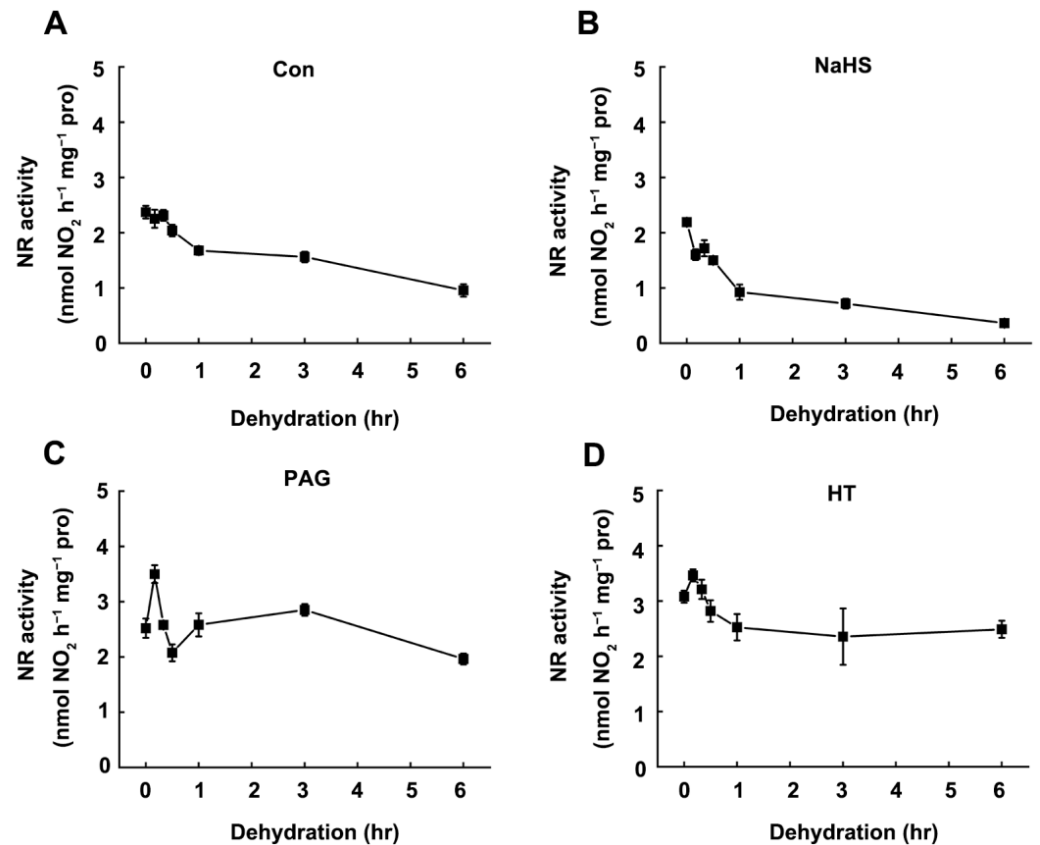 A
Con
5
4
3
2
1
0
NR activity
(nmol NO₂ h⁻¹ mg⁻¹ pro)
0 1 2 3 4 5 6
Dehydration (hr)
B
NaHS
5
4
3
2
1
0
NR activity
(nmol NO₂ h⁻¹ mg⁻¹ pro)
0 1 2 3 4 5 6
Dehydration (hr)
C
PAG
5
4
3
2
1
0
NR activity
(nmol NO₂ h⁻¹ mg⁻¹ pro)
0 1 2 3 4 5 6
Dehydration (hr)
D
HT
5
4
3
2
1
0
NR activity
(nmol NO₂ h⁻¹ mg⁻¹ pro)
0 1 2 3 4 5 6
Dehydration (hr)